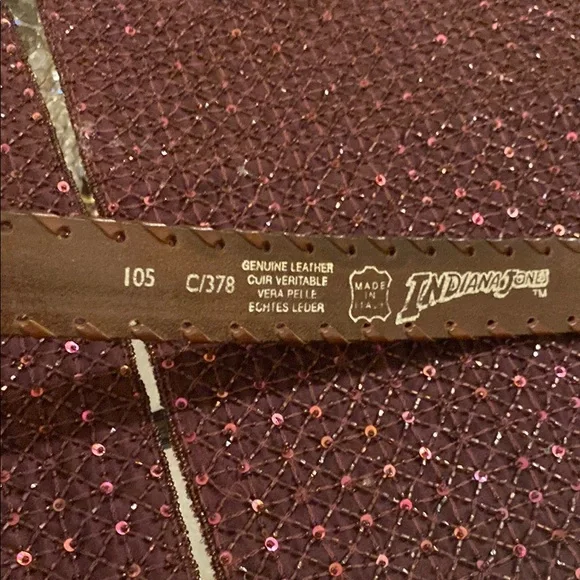 105
C/378
GENUINE LEATHER
CUIR VERITABLE
VERA PELLE
ECHTES LEDER
MADE
IN
ITALY
INDIANA JONES
TM